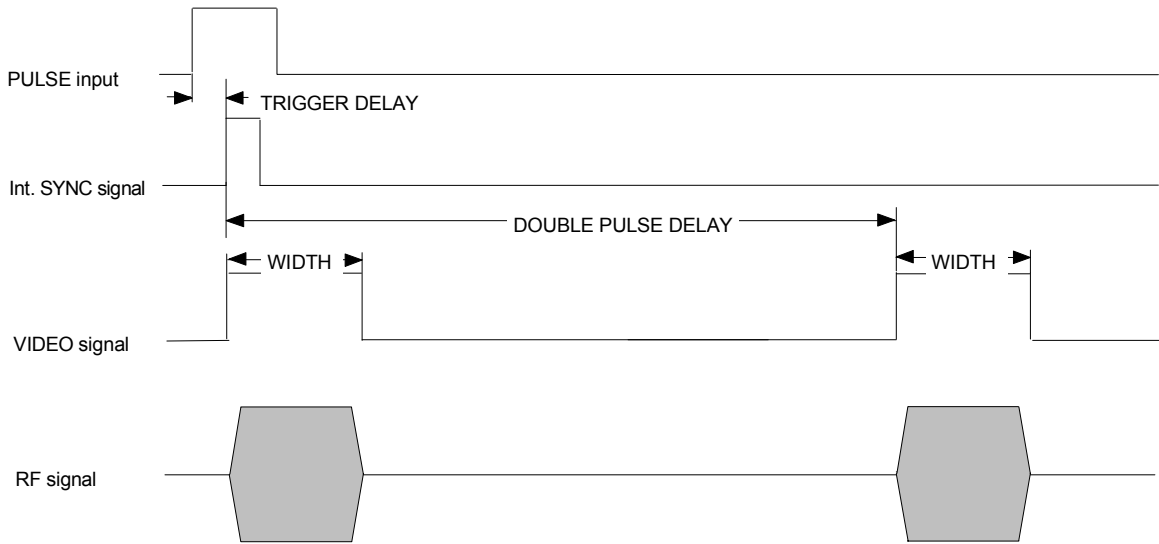 PULSE input
TRIGGER DELAY
Int. SYNC signal
DOUBLE PULSE DELAY
WIDTH
WIDTH
VIDEO signal
RF signal